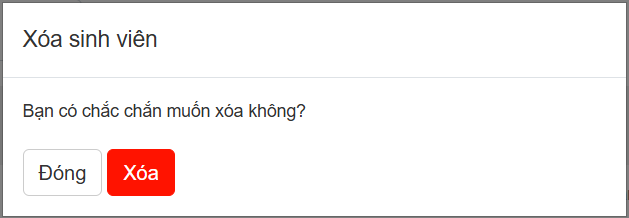 Xóa sinh viên
Bạn có chắc chắn muốn xóa không?
Đóng Xóa